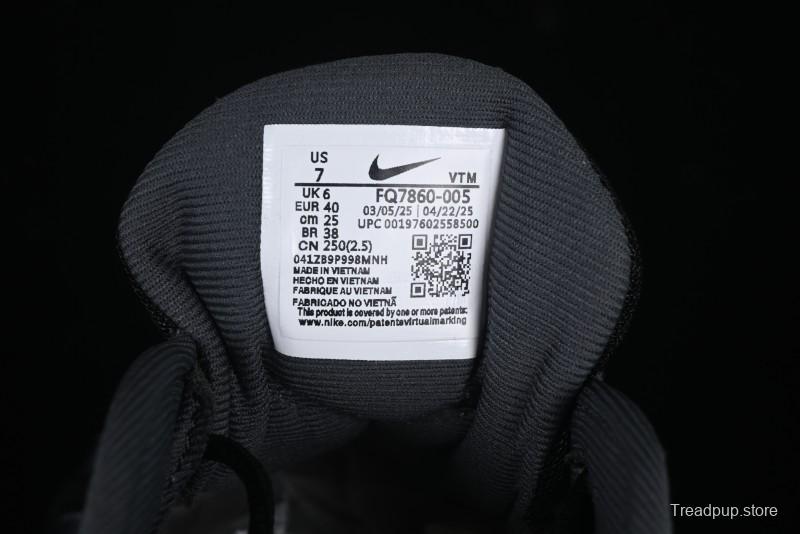 US
7
VTM
UK 6
FQ7860-005
EUR 40
03/05/25 | 04/22/25
cm 25
UPC 00197602558500
BR 38
CN 250(2.5)
041ZB9P998MNH
MADE IN VIETNAM
HECHO EN VIETNAM
FABRIQUE AU VIETNAM
FABRICADO NO VIETNÃ
This product is covered by one or more patents:
www.nike.com/patentsvirtualmarking
Treadpup.store